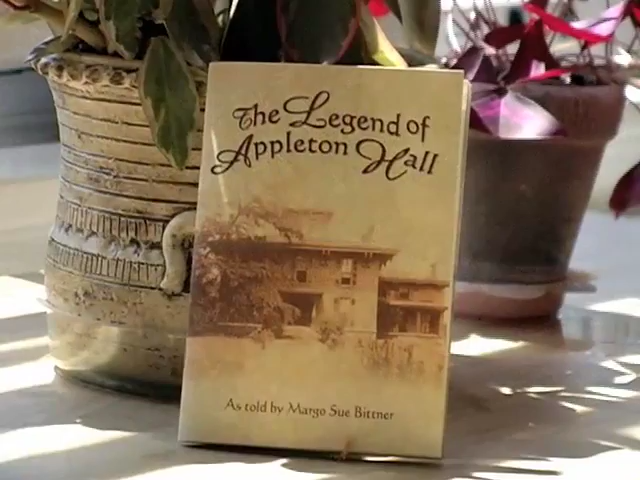 The Legend of
Appleton Hall
As told by Margo Sue Bittner